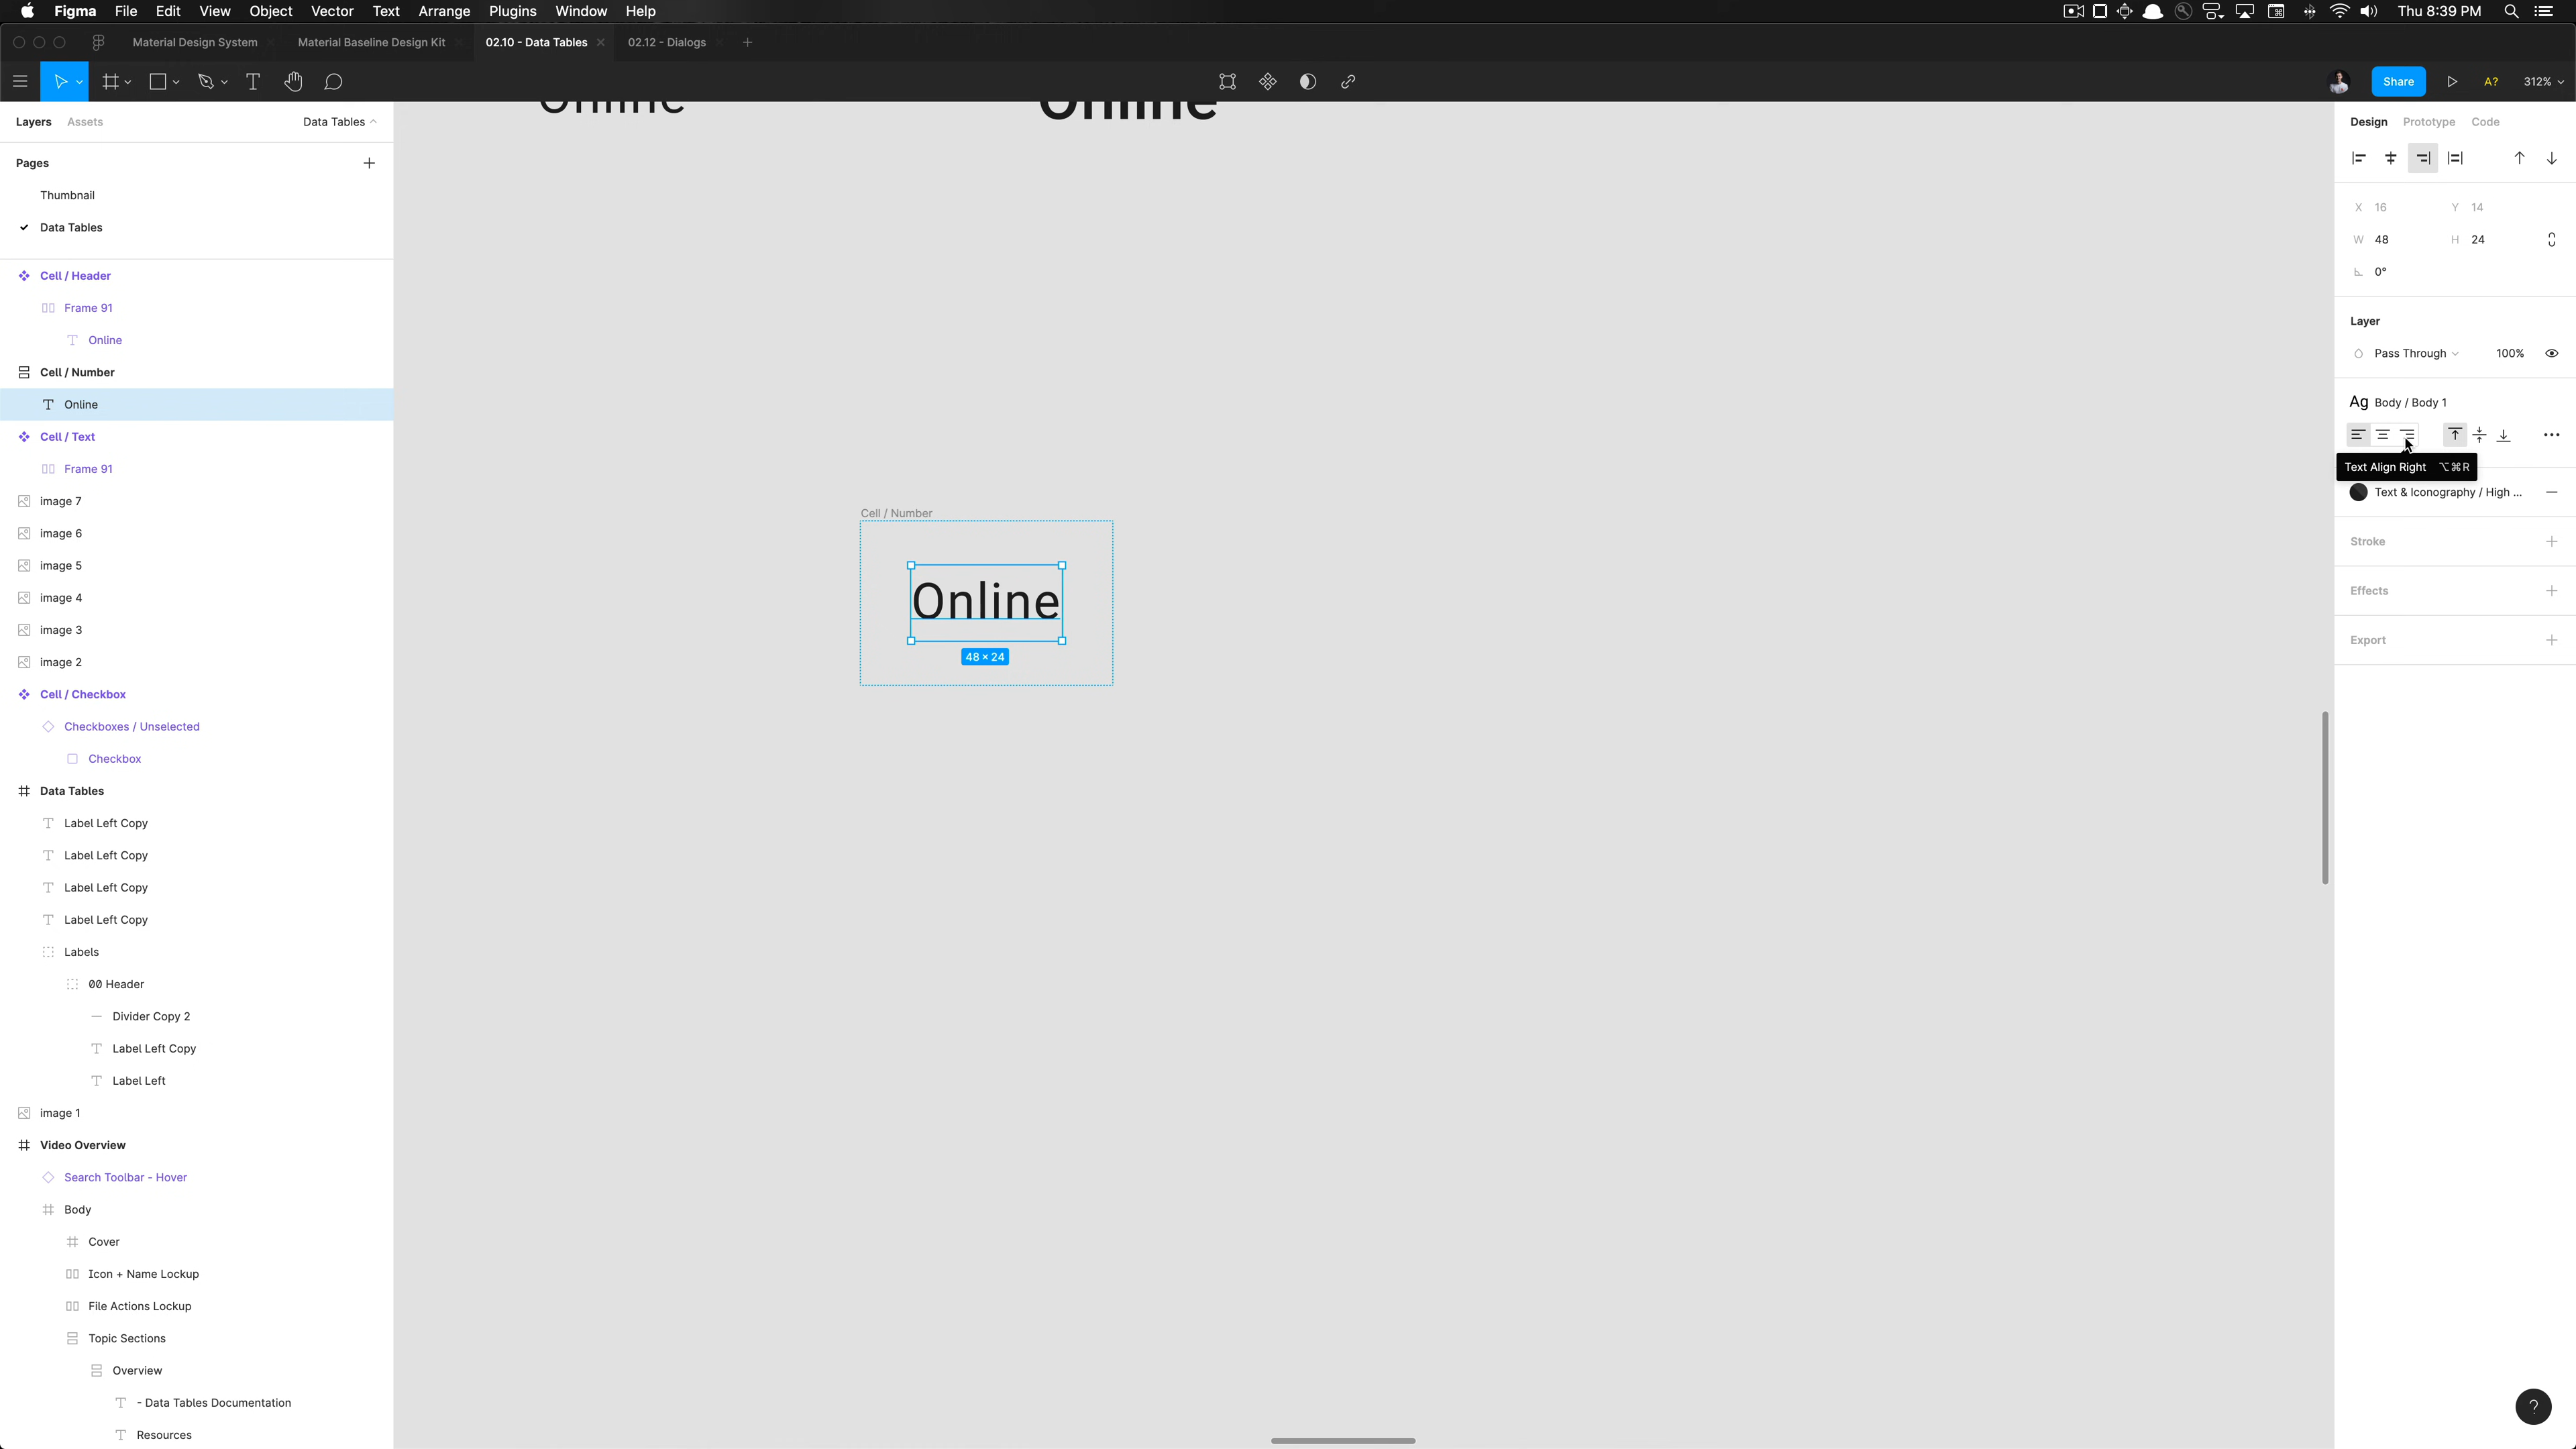 Figma File Edit View Object Vector Text Arrange Plugins Window Help Thu 8:39 PM
Material Design System Material Baseline Design Kit 02.10 - Data Tables 02.12 - Dialogs
Share A? 312%
Layers Assets Data Tables
Pages
Thumbnail
Data Tables
Cell / Header
Frame 91
Online
Cell / Number
Online
Cell / Text
Frame 91
image 7
image 6
image 5
image 4
image 3
image 2
Cell / Checkbox
Checkboxes / Unselected
Checkbox
Data Tables
Label Left Copy
Label Left Copy
Label Left Copy
Label Left Copy
Labels
00 Header
Divider Copy 2
Label Left Copy
Label Left
image 1
Video Overview
Search Toolbar - Hover
Body
Cover
Icon + Name Lockup
File Actions Lockup
Topic Sections
Overview
- Data Tables Documentation
Resources
Online Online
Cell / Number
Online
48 × 24
Design Prototype Code
X 16 Y 14
W 48 H 24
0°
Layer
Pass Through 100%
Ag Body / Body 1
Text Align Right ⌥⌘R
Text & Iconography / High ...
Stroke
Effects
Export
?